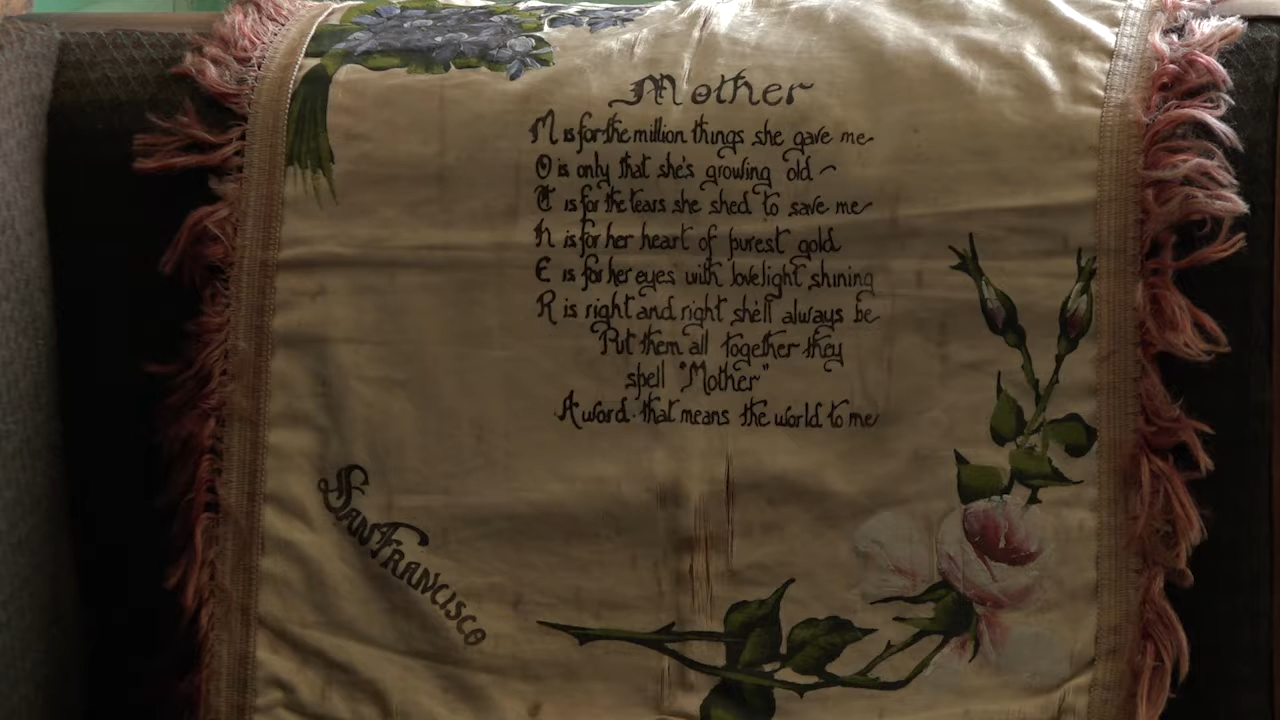 Mother
M is for the million things she gave me
O is only that she's growing old
T is for the tears she shed to save me
H is for her heart of purest gold
E is for her eyes with lovelight shining
R is right and right she'll always be
Put them all together they
spell "Mother"
A word that means the world to me
San Francisco